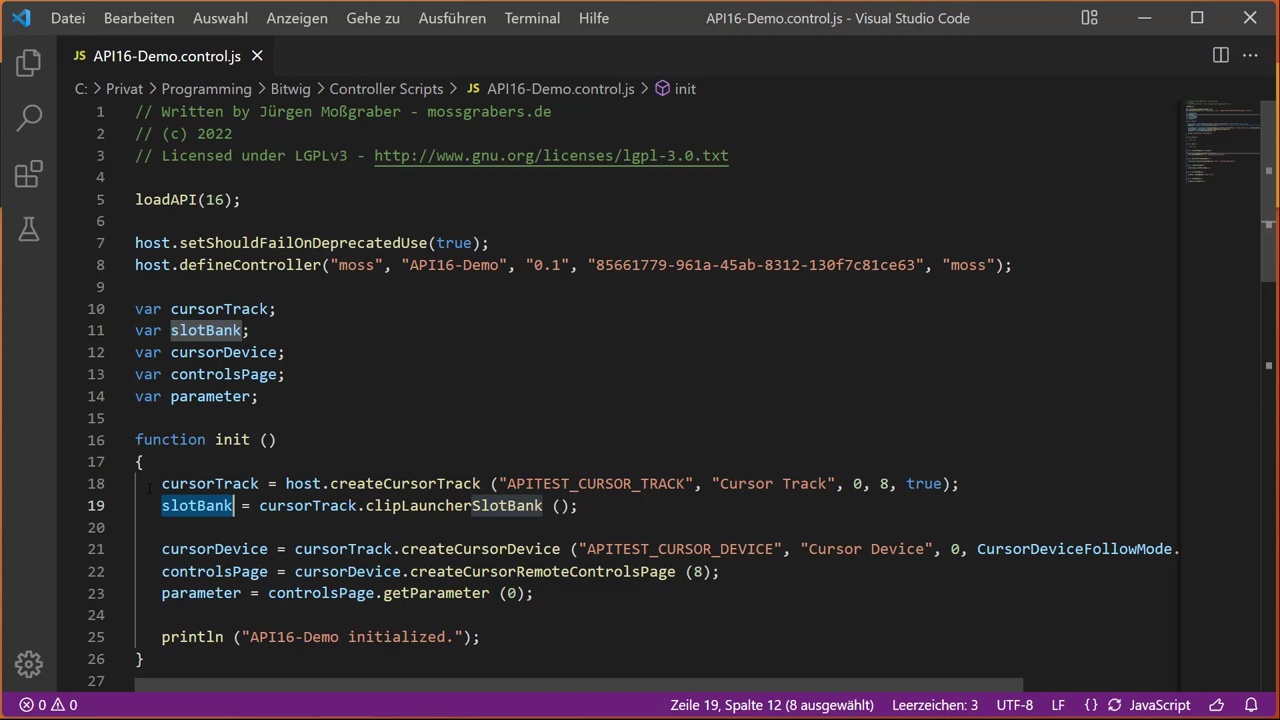 Datei Bearbeiten Auswahl Anzeigen Gehe zu Ausführen Terminal Hilfe API16-Demo.control.js - Visual Studio Code
JS API16-Demo.control.js
C: > Privat > Programming > Bitwig > Controller Scripts > JS API16-Demo.control.js > init
1 // Written by Jürgen Moßgraber - mossgrabers.de
2 // (c) 2022
3 // Licensed under LGPLv3 - http://www.gnu.org/licenses/lgpl-3.0.txt
4
5 loadAPI(16);
6
7 host.setShouldFailOnDeprecatedUse(true);
8 host.defineController("moss", "API16-Demo", "0.1", "85661779-961a-45ab-8312-130f7c81ce63", "moss");
9
10 var cursorTrack;
11 var slotBank;
12 var cursorDevice;
13 var controlsPage;
14 var parameter;
15
16 function init ()
17 {
18 cursorTrack = host.createCursorTrack ("APITEST_CURSOR_TRACK", "Cursor Track", 0, 8, true);
19 slotBank = cursorTrack.clipLauncherSlotBank ();
20
21 cursorDevice = cursorTrack.createCursorDevice ("APITEST_CURSOR_DEVICE", "Cursor Device", 0, CursorDeviceFollowMode.
22 controlsPage = cursorDevice.createCursorRemoteControlsPage (8);
23 parameter = controlsPage.getParameter (0);
24
25 println ("API16-Demo initialized.");
26 }
27
0 0 Zeile 19, Spalte 12 (8 ausgewählt) Leerzeichen: 3 UTF-8 LF {} JavaScript